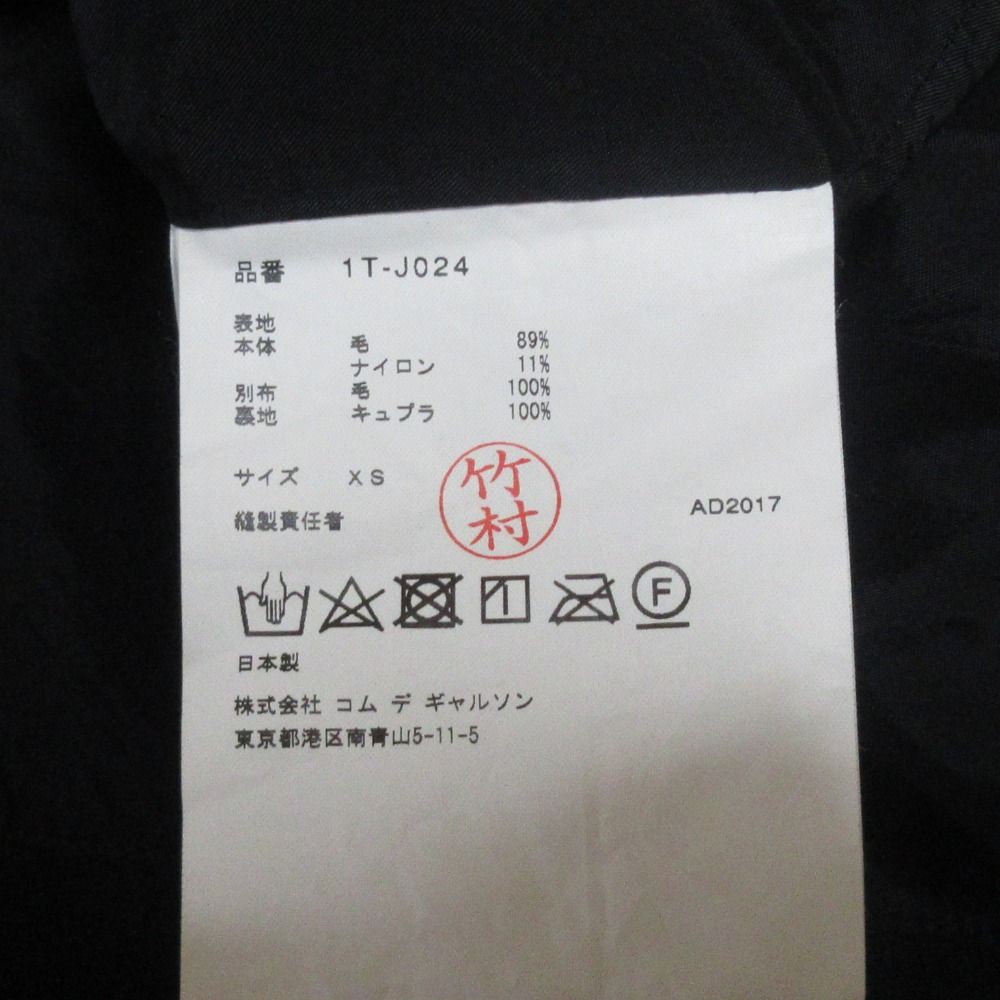 品番 1T-J024
表地
本体 毛 89%
ナイロン 11%
別布 毛 100%
裏地 キュプラ 100%
サイズ XS
縫製責任者
竹村
AD2017
F
日本製
株式会社 コム デ ギャルソン
東京都港区南青山5-11-5